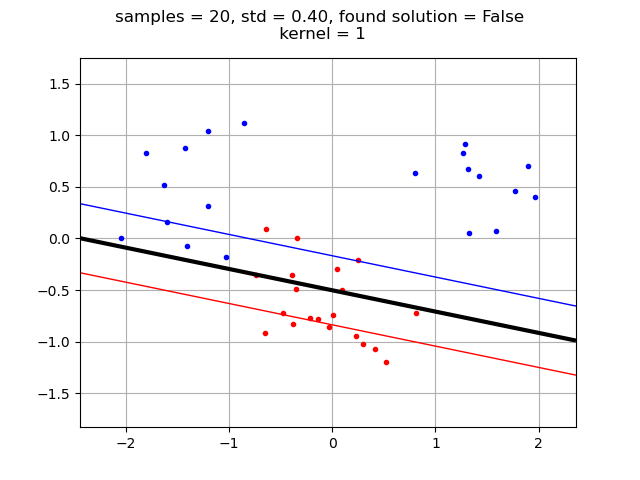 samples = 20, std = 0.40, found solution = False
kernel = 1
1.5
1.0
0.5
0.0
−0.5
−1.0
−1.5
−2 −1 0 1 2